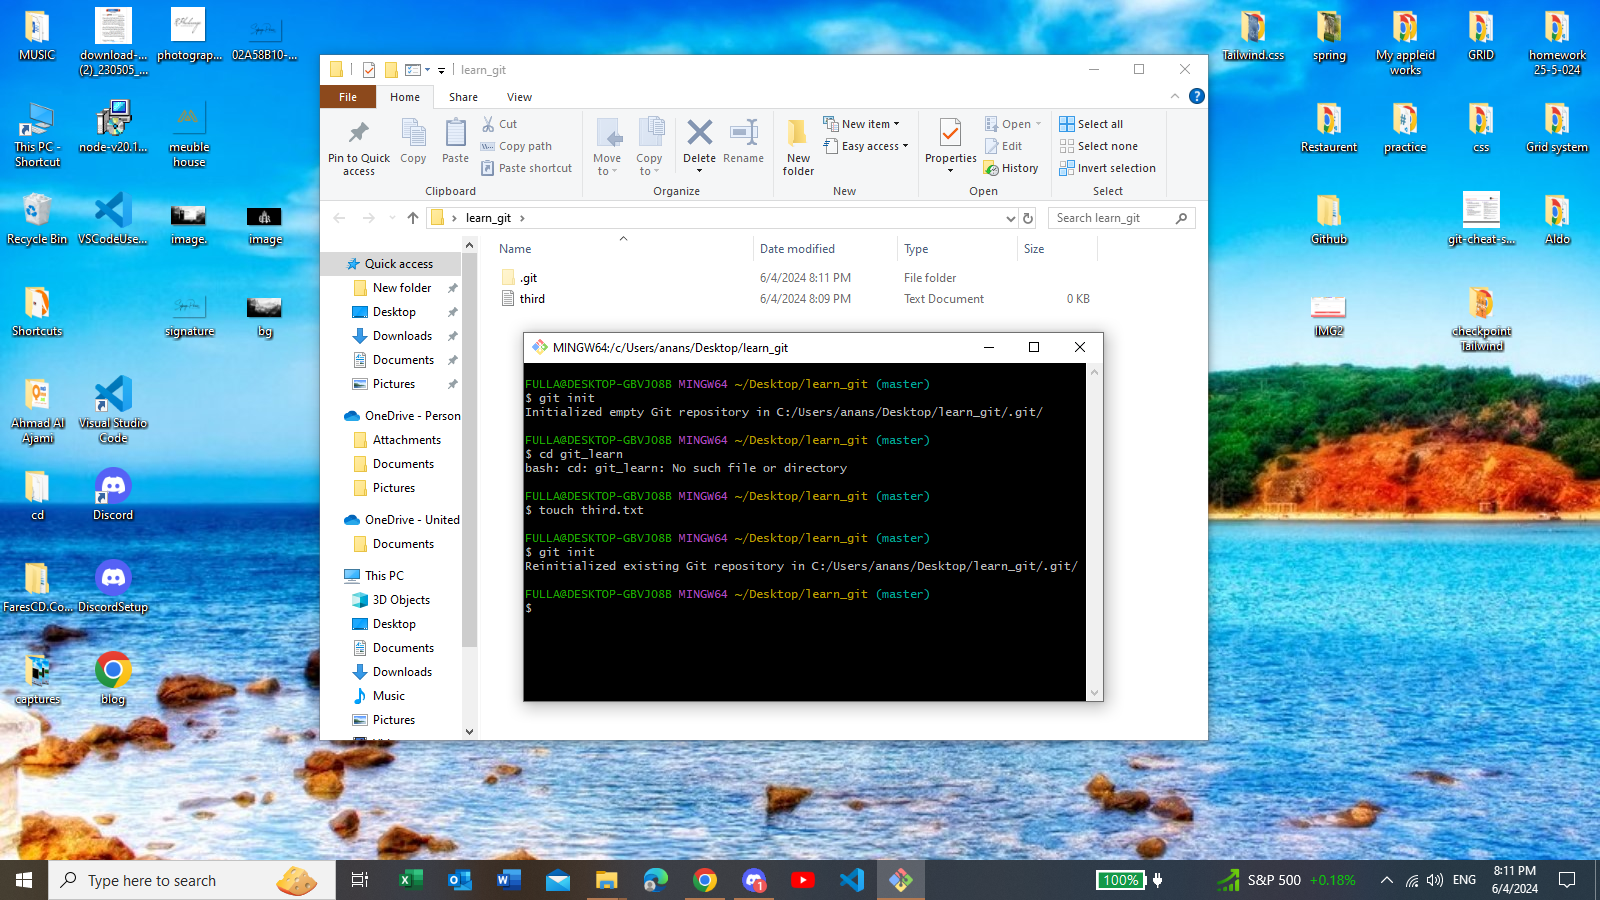 MUSIC
download-...
(2)_230505_...
photograp...
02A58B10-...
This PC -
Shortcut
node-v20.1...
meuble
house
Recycle Bin
VSCodeUse...
image.
image
Shortcuts
signature
bg
Ahmad Al
Ajami
Visual Studio
Code
cd
Discord
FaresCD.Co...
DiscordSetup
captures
blog
learn_git
File
Home
Share
View
Pin to Quick
access
Copy
Paste
Cut
Copy path
Paste shortcut
Clipboard
Move
to
Copy
to
Delete
Rename
Organize
New
folder
New item
Easy access
New
Properties
Open
Edit
History
Open
Select all
Select none
Invert selection
Select
learn_git
Search learn_git
Quick access
New folder
Desktop
Downloads
Documents
Pictures
OneDrive - Person
Attachments
Documents
Pictures
OneDrive - United
Documents
This PC
3D Objects
Desktop
Documents
Downloads
Music
Pictures
Name Date modified Type Size
.git 6/4/2024 8:11 PM File folder
third 6/4/2024 8:09 PM Text Document 0 KB
MINGW64:/c/Users/anans/Desktop/learn_git
FULLA@DESKTOP-GBVJO8B MINGW64 ~/Desktop/learn_git (master)
$ git init
Initialized empty Git repository in C:/Users/anans/Desktop/learn_git/.git/
FULLA@DESKTOP-GBVJO8B MINGW64 ~/Desktop/learn_git (master)
$ cd git_learn
bash: cd: git_learn: No such file or directory
FULLA@DESKTOP-GBVJO8B MINGW64 ~/Desktop/learn_git (master)
$ touch third.txt
FULLA@DESKTOP-GBVJO8B MINGW64 ~/Desktop/learn_git (master)
$ git init
Reinitialized existing Git repository in C:/Users/anans/Desktop/learn_git/.git/
FULLA@DESKTOP-GBVJO8B MINGW64 ~/Desktop/learn_git (master)
$
Tailwind.css
spring
My appleid
works
GRID
homework
25-5-024
Restaurent
practice
css
Grid system
Github
git-cheat-s...
Aldo
IMG2
checkpoint
Tailwind
Type here to search
100%
S&P 500 +0.18%
ENG
8:11 PM
6/4/2024